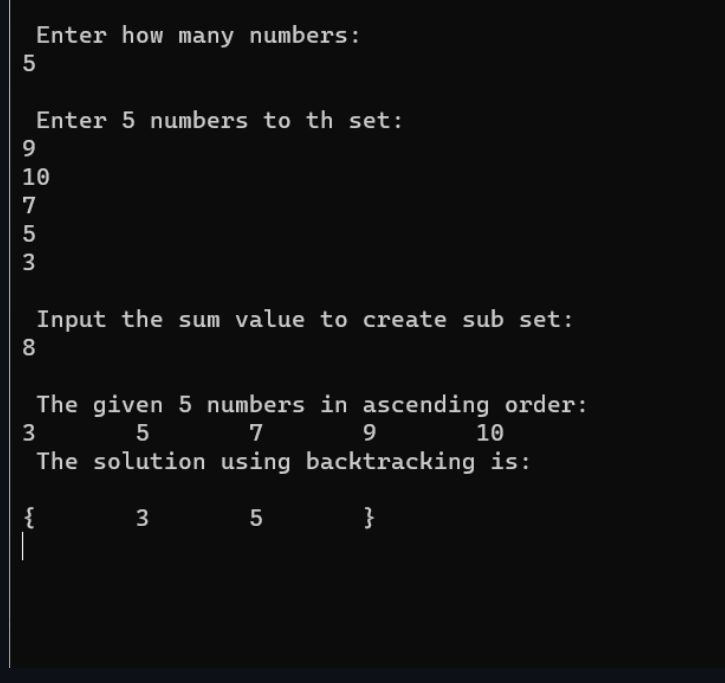 Enter how many numbers:
5
Enter 5 numbers to th set:
9
10
7
5
3
Input the sum value to create sub set:
8
The given 5 numbers in ascending order:
3 5 7 9 10
The solution using backtracking is:
{ 3 5 }